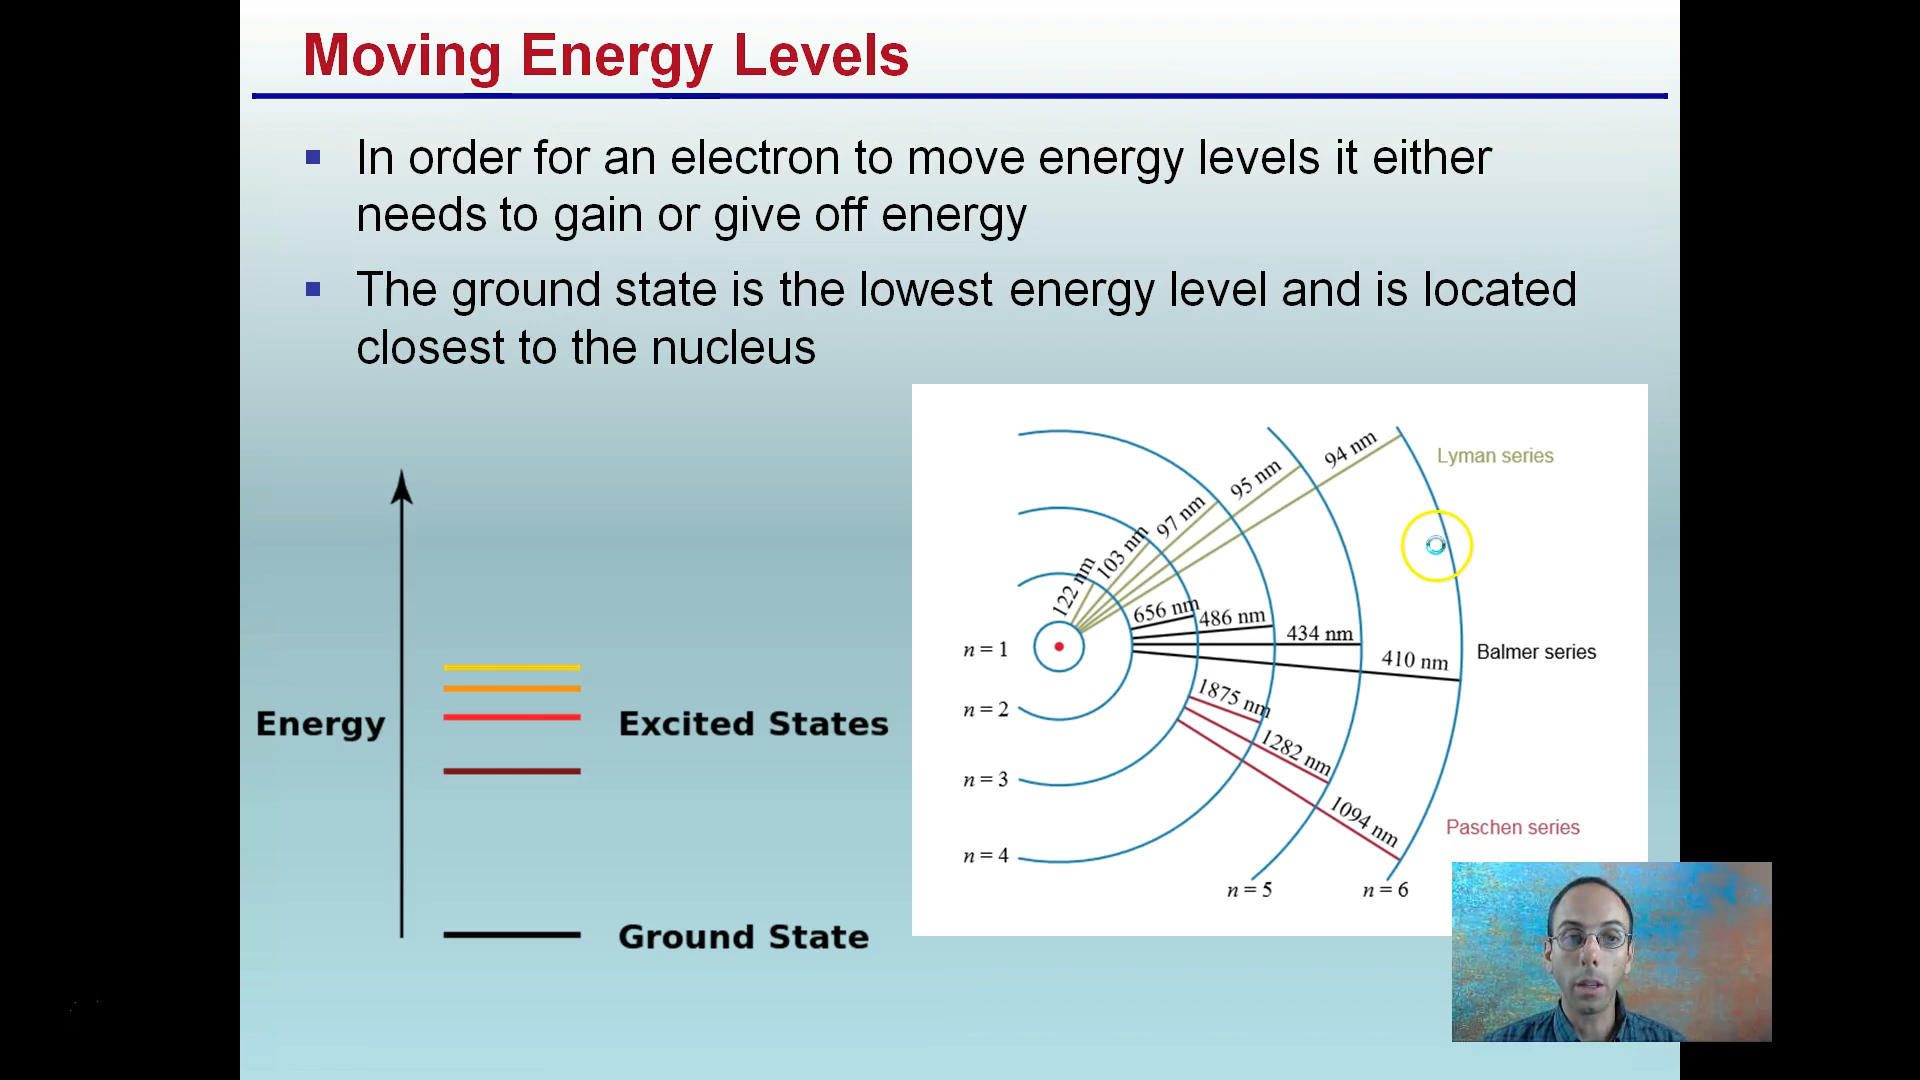 Moving Energy Levels
In order for an electron to move energy levels it either
needs to gain or give off energy
The ground state is the lowest energy level and is located
closest to the nucleus
Energy
Excited States
Ground State
94 nm
Lyman series
95 nm
97 nm
103 nm
122 nm
656 nm
486 nm
434 nm
410 nm
Balmer series
n = 1
n = 2
1875 nm
1282 nm
n = 3
1094 nm
Paschen series
n = 4
n = 5
n = 6